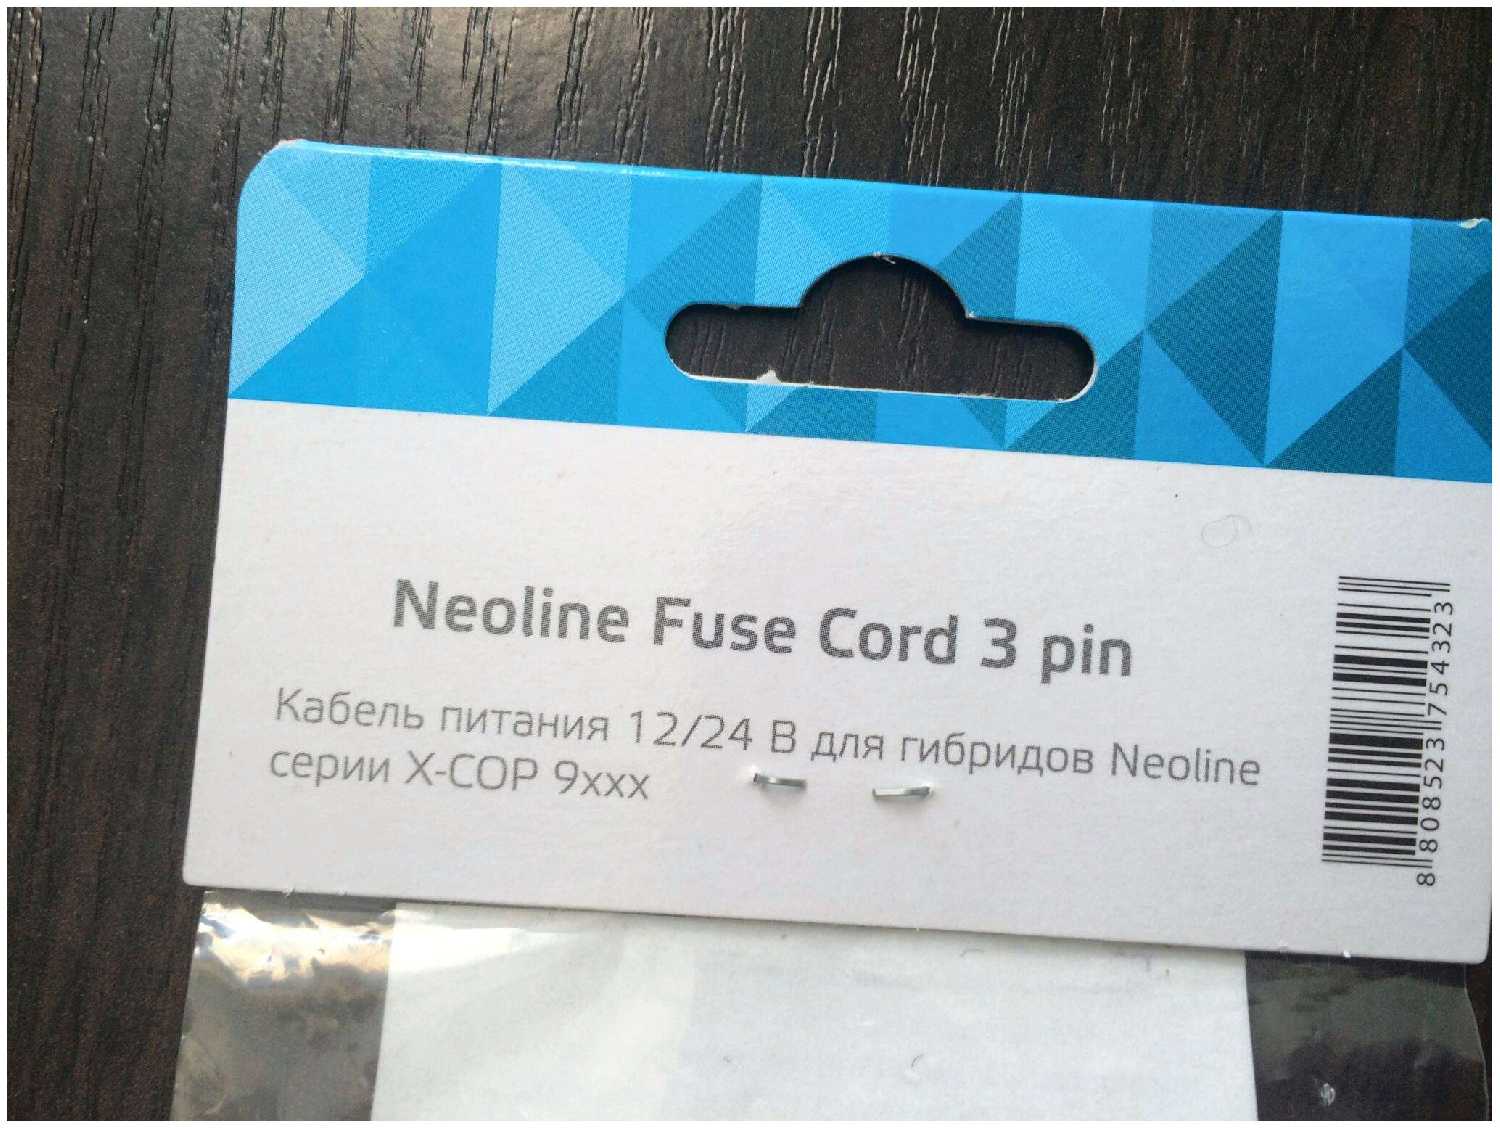 Neoline Fuse Cord 3 pin
Кабель питания 12/24 В для гибридов Neoline
серии X-COP 9xxx
8 808523 754323